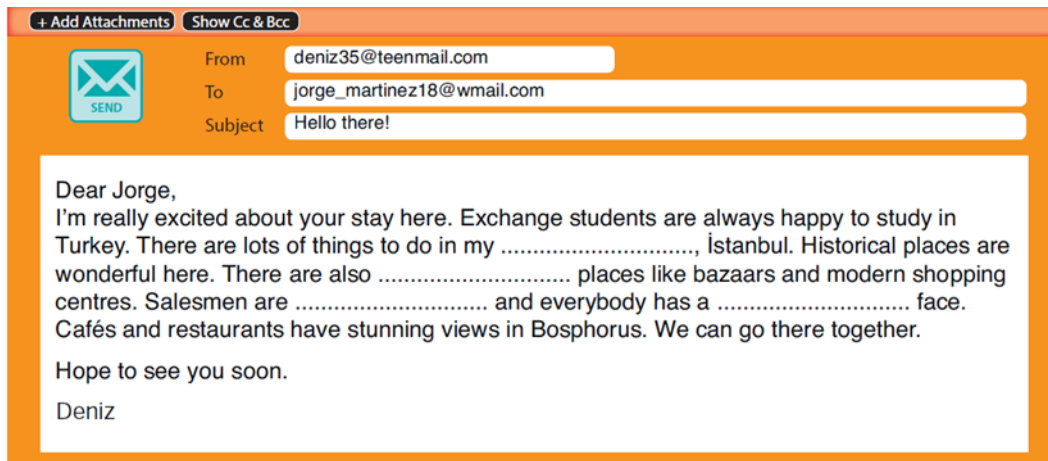 + Add Attachments Show Cc & Bcc
SEND
From deniz35@teenmail.com
To jorge_martinez18@wmail.com
Subject Hello there!
Dear Jorge,
I'm really excited about your stay here. Exchange students are always happy to study in
Turkey. There are lots of things to do in my ................................, İstanbul. Historical places are
wonderful here. There are also ................................ places like bazaars and modern shopping
centres. Salesmen are ................................ and everybody has a ................................ face.
Cafés and restaurants have stunning views in Bosphorus. We can go there together.
Hope to see you soon.
Deniz